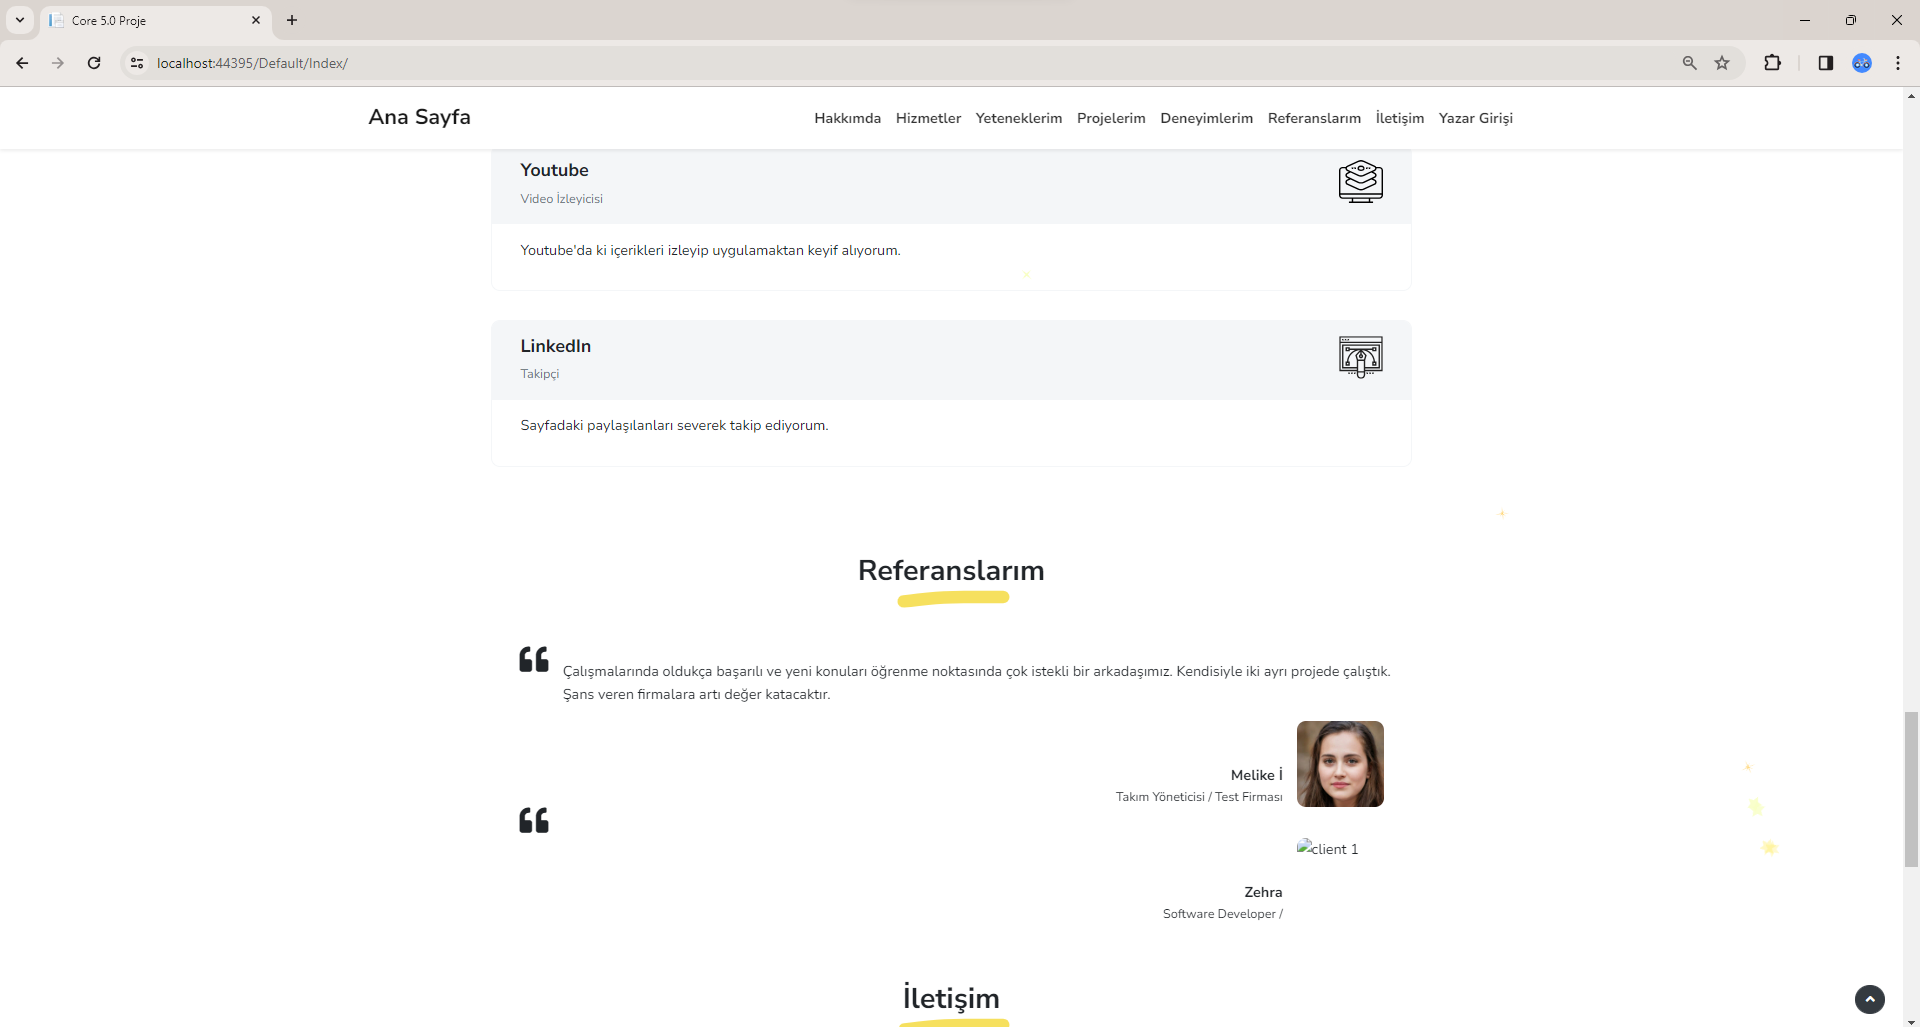 Core 5.0 Proje
localhost:44395/Default/Index/
Ana Sayfa
Hakkımda Hizmetler Yeteneklerim Projelerim Deneyimlerim Referanslarım İletişim Yazar Girişi
Youtube
Video İzleyicisi
Youtube'da ki içerikleri izleyip uygulamaktan keyif alıyorum.
LinkedIn
Takipçi
Sayfadaki paylaşılanları severek takip ediyorum.
Referanslarım
Çalışmalarında oldukça başarılı ve yeni konuları öğrenme noktasında çok istekli bir arkadaşımız. Kendisiyle iki ayrı projede çalıştık.
Şans veren firmalara artı değer katacaktır.
Melike İ
Takım Yöneticisi / Test Firması
client 1
Zehra
Software Developer /
İletişim